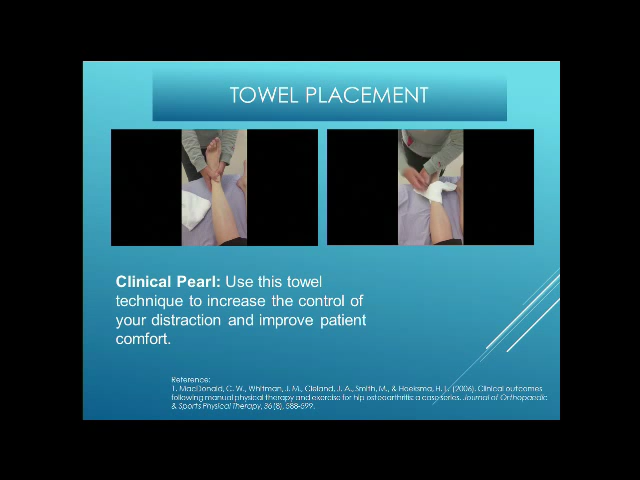 TOWEL PLACEMENT
Clinical Pearl: Use this towel
technique to increase the control of
your distraction and improve patient
comfort.
Reference:
1. MacDonald, C. W., Whitman, J. M., Cleland, J. A., Smith, M., & Hoeksma, H. L. (2006). Clinical outcomes
following manual physical therapy and exercise for hip osteoarthritis: a case series. Journal of Orthopaedic
& Sports Physical Therapy, 36(8), 588-599.